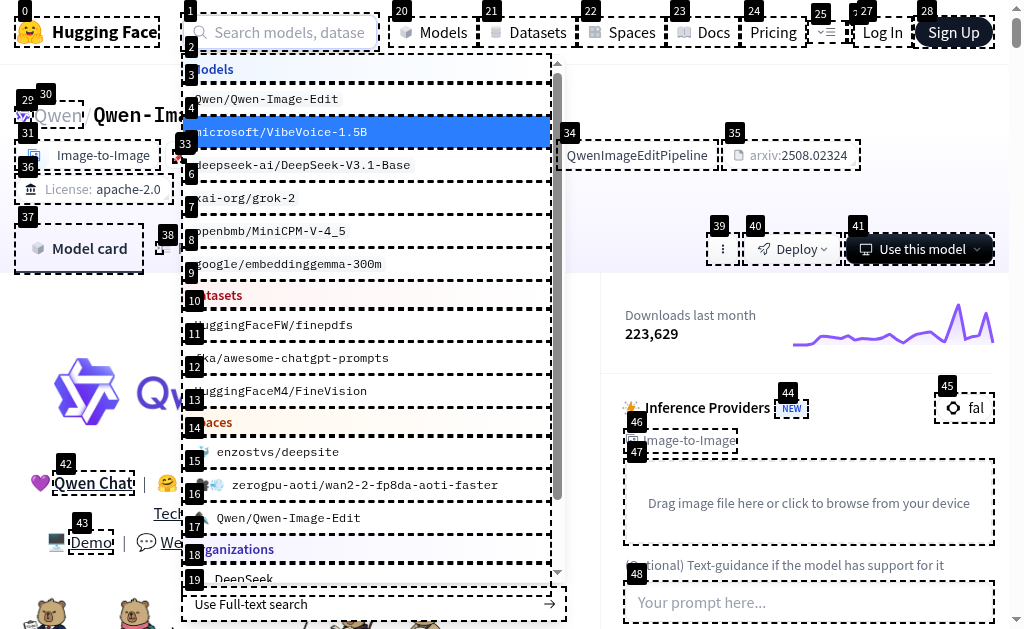 0
Hugging Face
1
Search models, datase
20
Models
21
Datasets
22
Spaces
23
Docs
24
Pricing
25
27
Log In
28
Sign Up
2
odels
3
Qwen/Qwen-Image-Edit
4
microsoft/VibeVoice-1.5B
33
deepseek-ai/DeepSeek-V3.1-Base
6
xai-org/grok-2
7
openbmb/MiniCPM-V-4_5
8
google/embeddinggemma-300m
9
atasets
10
HuggingFaceFW/finepdfs
11
fka/awesome-chatgpt-prompts
12
HuggingFaceM4/FineVision
13
paces
14
enzostvs/deepsite
15
zerogpu-aoti/wan2-2-fp8da-aoti-faster
16
Qwen/Qwen-Image-Edit
17
rganizations
18
DeepSeek
19
Use Full-text search
29
30
Qwen/Qwen-Ima
31
Image-to-Image
34
QwenImageEditPipeline
35
arxiv:2508.02324
36
License: apache-2.0
37
Model card
38
39
40
Deploy
41
Use this model
Downloads last month
223,629
44
Inference Providers NEW
45
fal
46
Image-to-Image
47
Drag image file here or click to browse from your device
(Optional) Text-guidance if the model has support for it
48
Your prompt here...
42
Qwen Chat |
Tech
43
Demo | We